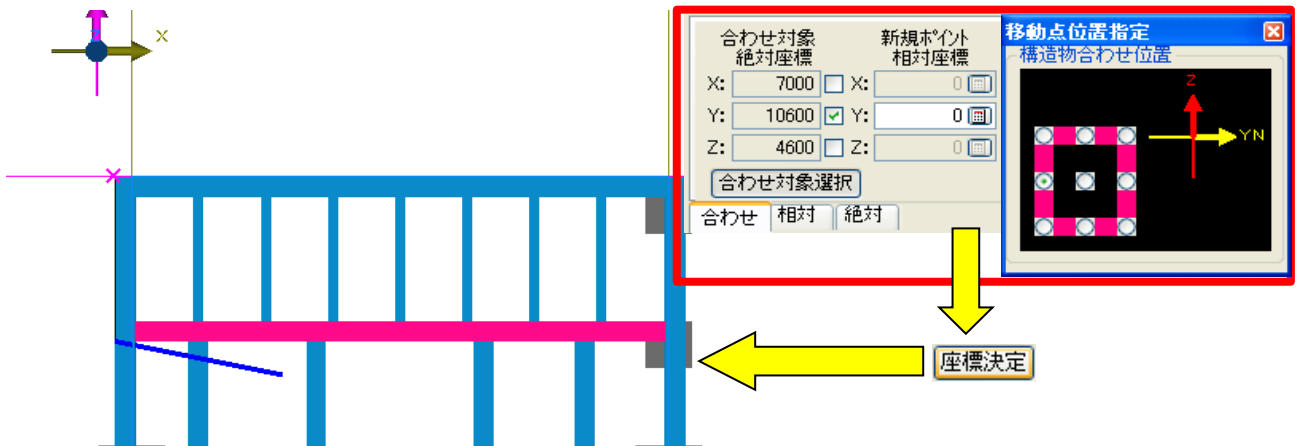 X
合わせ対象 新規ポイント
絶対座標 相対座標
X: 7000 X: 0
Y: 10600 Y: 0
Z: 4600 Z: 0
合わせ対象選択
合わせ 相対 絶対
移動点位置指定
構造物合わせ位置
Z
YN
座標決定